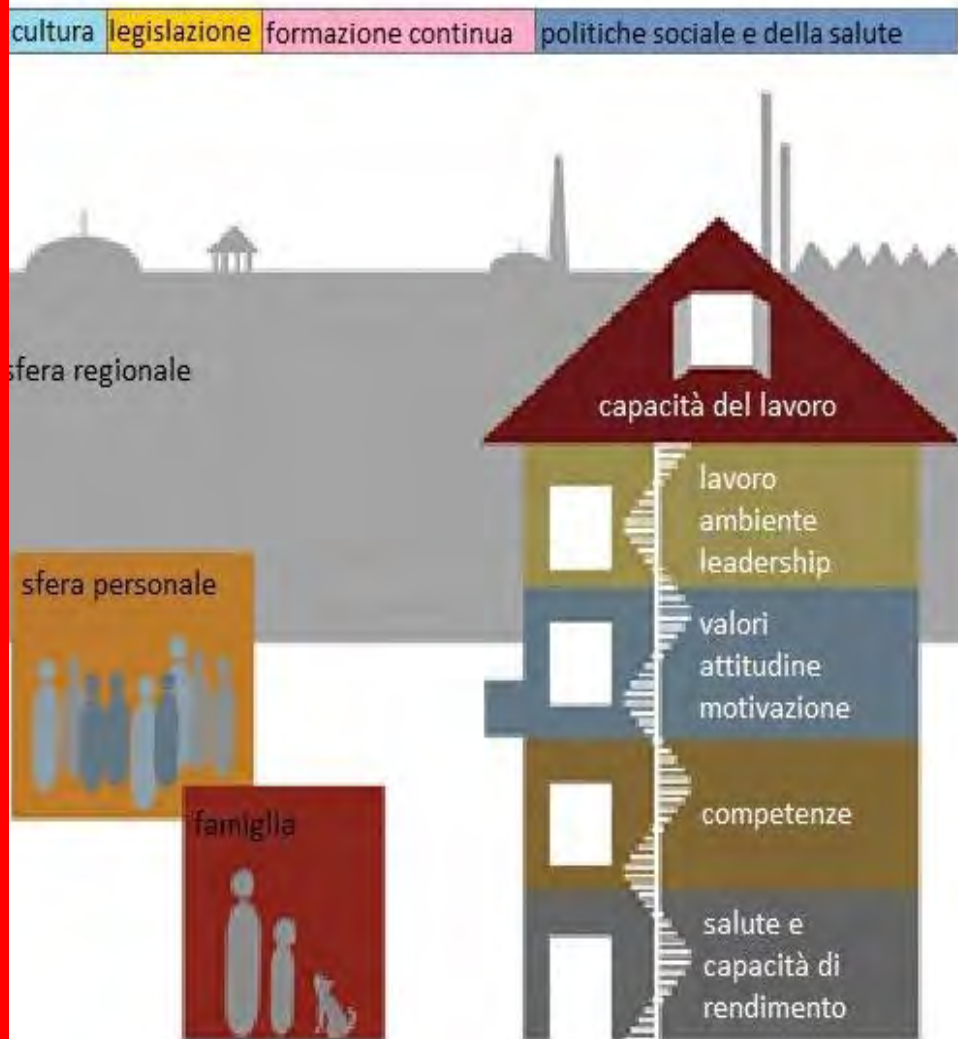 cultura legislazione formazione continua politiche sociale e della salute
sfera regionale
capacità del lavoro
lavoro
ambiente
leadership
sfera personale
valori
attitudine
motivazione
famiglia
competenze
salute e
capacità di
rendimento